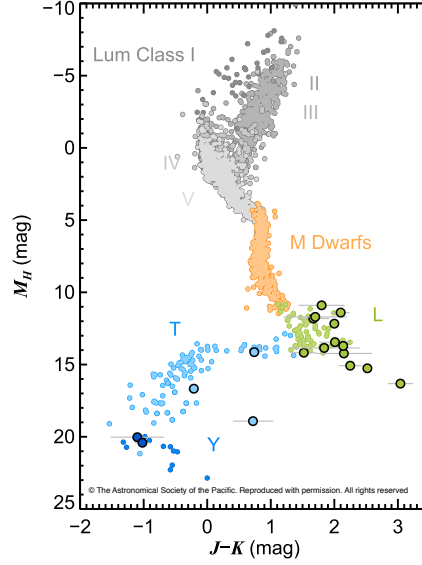 −10
−5
0
5
10
15
20
25
M_H (mag)
Lum Class I
II
III
IV
V
M Dwarfs
L
T
Y
© The Astronomical Society of the Pacific. Reproduced with permission. All rights reserved
−2 −1 0 1 2 3
J−K (mag)